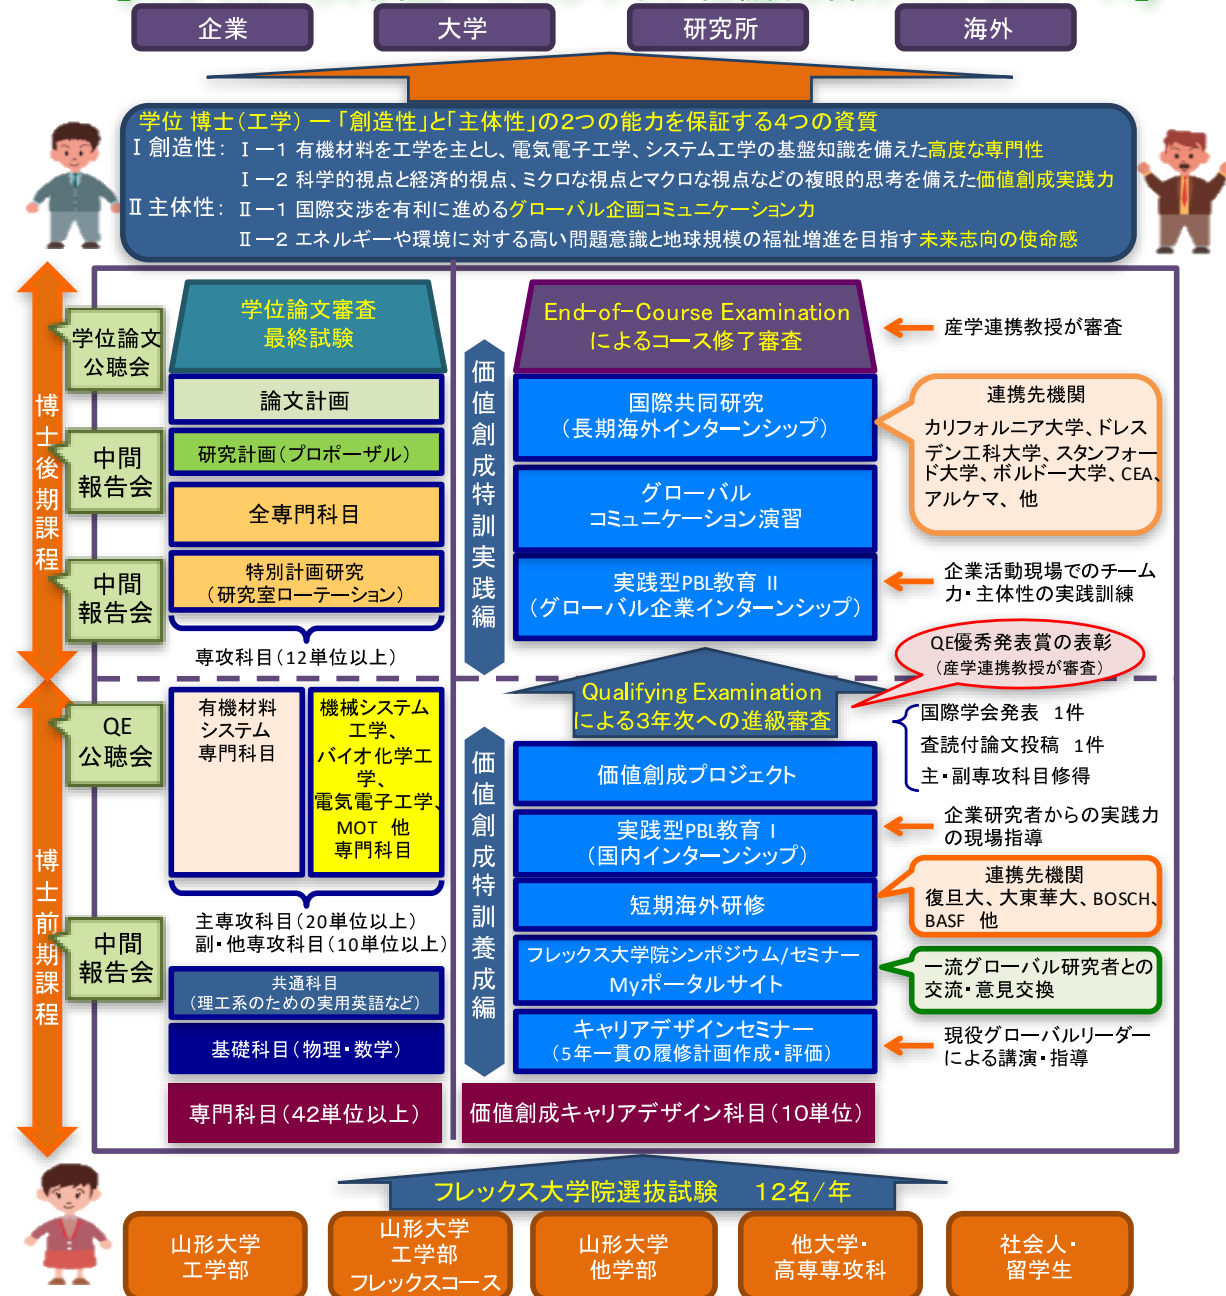 企業
大学
研究所
海外
学位 博士（工学） ー 「創造性」と「主体性」の2つの能力を保証する4つの資質
Ⅰ 創造性： Ⅰ－1 有機材料を工学を主とし、電気電子工学、システム工学の基盤知識を備えた高度な専門性
Ⅰ－2 科学的視点と経済的視点、ミクロな視点とマクロな視点などの複眼的思考を備えた価値創成実践力
Ⅱ 主体性： Ⅱ－1 国際交渉を有利に進めるグローバル企画コミュニケーション力
Ⅱ－2 エネルギーや環境に対する高い問題意識と地球規模の福祉増進を目指す未来志向の使命感
博士後期課程
学位論文
公聴会
中間
報告会
中間
報告会
学位論文審査
最終試験
論文計画
研究計画（プロポーザル）
全専門科目
特別計画研究
（研究室ローテーション）
専攻科目（12単位以上）
価値創成特訓実践編
End-of-Course Examination
によるコース修了審査
国際共同研究
（長期海外インターンシップ）
グローバル
コミュニケーション演習
実践型PBL教育 Ⅱ
（グローバル企業インターンシップ）
産学連携教授が審査
連携先機関
カリフォルニア大学、ドレス
デン工科大学、スタンフォー
ド大学、ボルドー大学、CEA、
アルケマ、他
企業活動現場でのチーム
力・主体性の実践訓練
QE優秀発表賞の表彰
（産学連携教授が審査）
Qualifying Examination
による3年次への進級審査
国際学会発表 1件
査読付論文投稿 1件
主・副専攻科目修得
博士前期課程
QE
公聴会
中間
報告会
有機材料
システム
専門科目
機械システム
工学、
バイオ化学工
学、
電気電子工学、
MOT 他
専門科目
主専攻科目（20単位以上）
副・他専攻科目（10単位以上）
共通科目
（理工系のための実用英語など）
基礎科目（物理・数学）
専門科目（42単位以上）
価値創成特訓養成編
価値創成プロジェクト
実践型PBL教育 Ⅰ
（国内インターンシップ）
短期海外研修
フレックス大学院シンポジウム/セミナー
Myポータルサイト
キャリアデザインセミナー
（5年一貫の履修計画作成・評価）
価値創成キャリアデザイン科目（10単位）
企業研究者からの実践力
の現場指導
連携先機関
復旦大、大東華大、BOSCH、
BASF 他
一流グローバル研究者との
交流・意見交換
現役グローバルリーダー
による講演・指導
フレックス大学院選抜試験 12名/年
山形大学
工学部
山形大学
工学部
フレックスコース
山形大学
他学部
他大学・
高専専攻科
社会人・
留学生